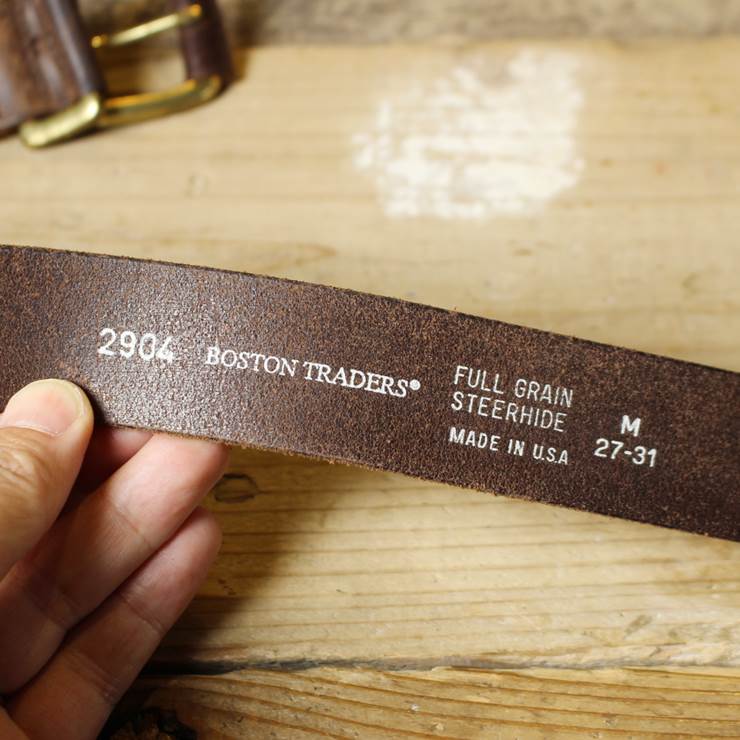 2904
BOSTON TRADERS®
FULL GRAIN
STEERHIDE
MADE IN U.S.A
M
27-31